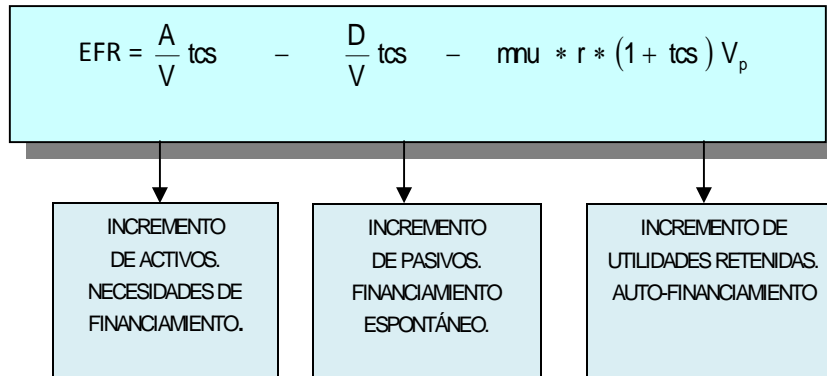 EFR = A/V tcs − D/V tcs − mnu * r * (1 + tcs) Vp
INCREMENTO
DE ACTIVOS.
NECESIDADES DE
FINANCIAMIENTO.
INCREMENTO
DE PASIVOS.
FINANCIAMIENTO
ESPONTÁNEO.
INCREMENTO DE
UTILIDADES RETENIDAS.
AUTO-FINANCIAMIENTO